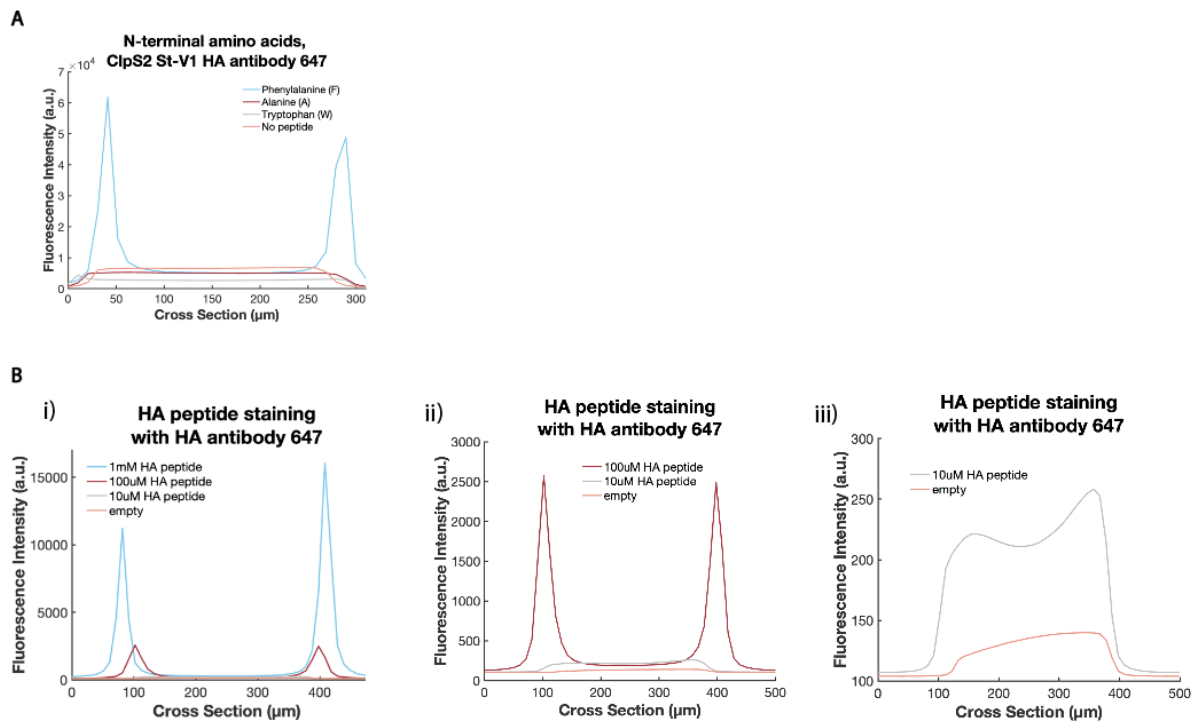 A
N-terminal amino acids,
ClpS2 St-V1 HA antibody 647
×10⁴
7
6
5
4
3
2
1
0
Fluorescence Intensity (a.u.)
Phenylalanine (F)
Alanine (A)
Tryptophan (W)
No peptide
0 50 100 150 200 250 300
Cross Section (µm)
B
i)
HA peptide staining
with HA antibody 647
1mM HA peptide
100uM HA peptide
10uM HA peptide
empty
15000
10000
5000
0
Fluorescence Intensity (a.u.)
0 100 200 300 400
Cross Section (µm)
ii)
HA peptide staining
with HA antibody 647
100uM HA peptide
10uM HA peptide
empty
3000
2500
2000
1500
1000
500
0
Fluorescence Intensity (a.u.)
0 100 200 300 400 500
Cross Section (µm)
iii)
HA peptide staining
with HA antibody 647
10uM HA peptide
empty
300
250
200
150
100
Fluorescence Intensity (a.u.)
0 100 200 300 400 500
Cross Section (µm)